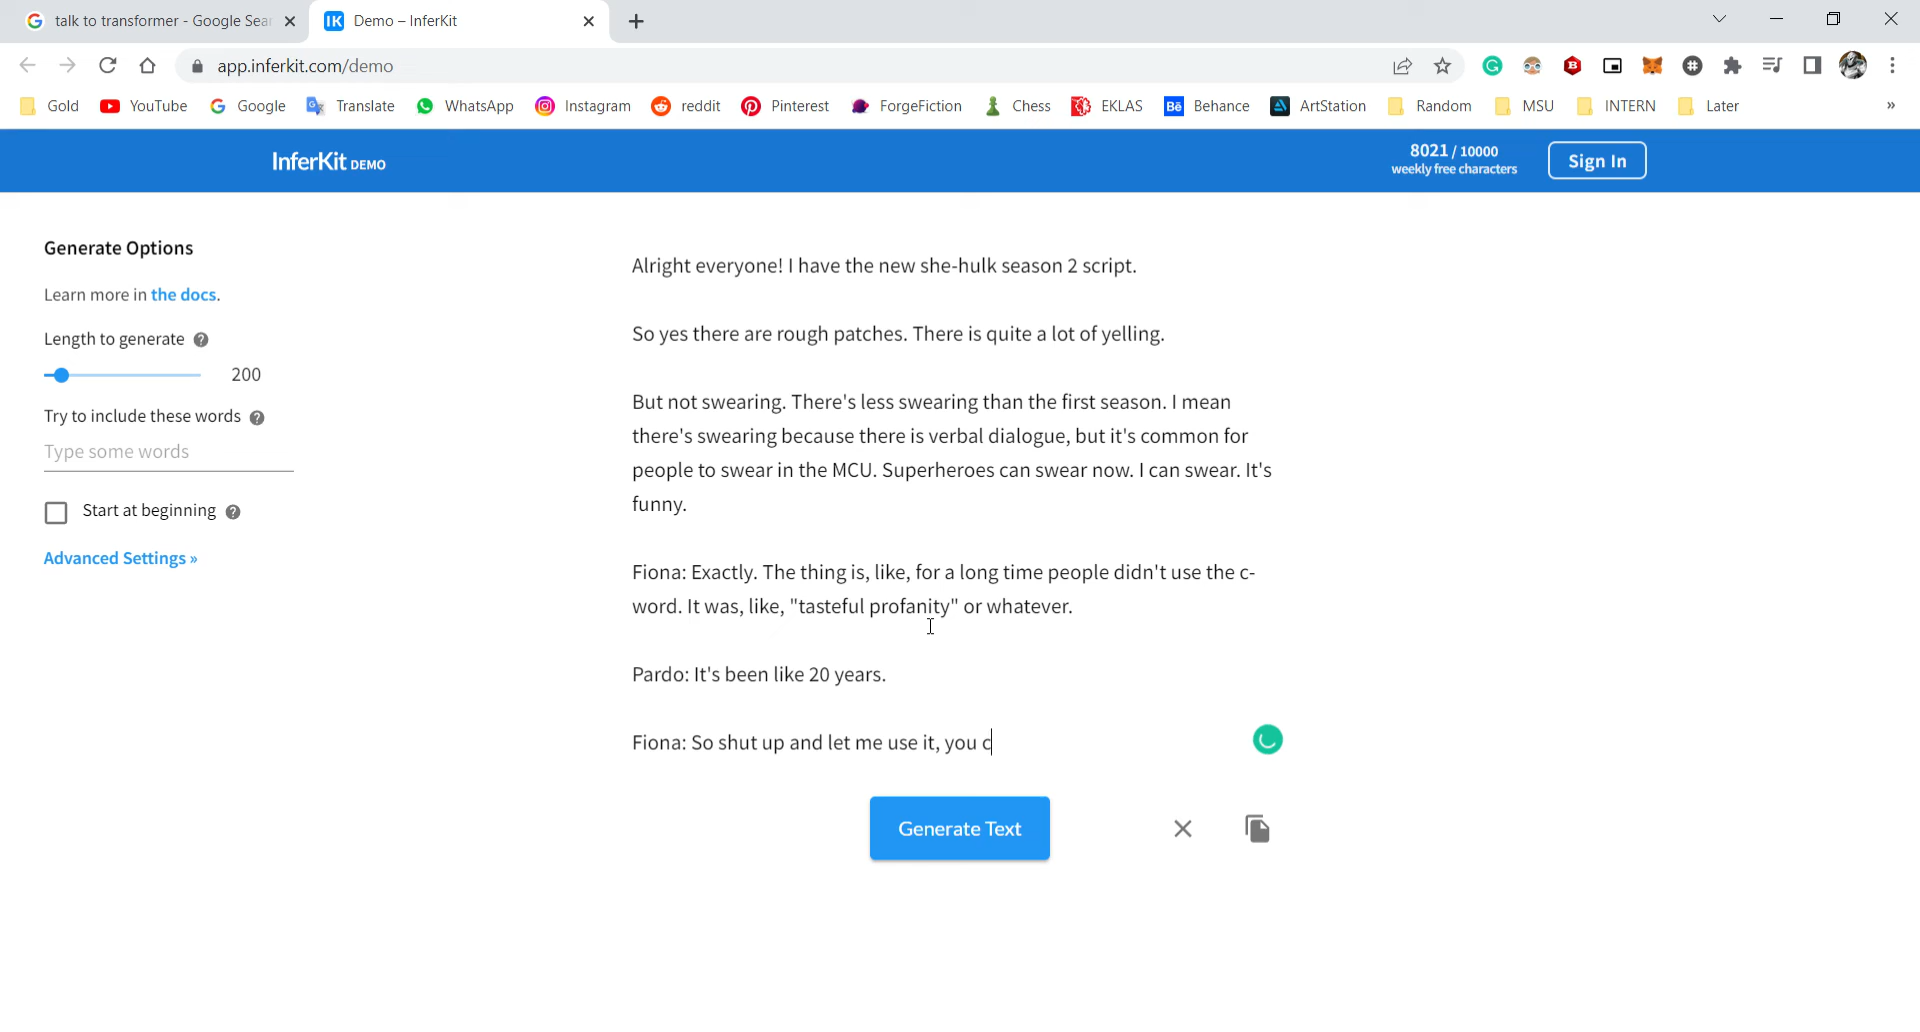 talk to transformer - Google Sea
Demo – InferKit
app.inferkit.com/demo
Gold YouTube Google Translate WhatsApp Instagram reddit Pinterest ForgeFiction Chess EKLAS Behance ArtStation Random MSU INTERN Later »
InferKit DEMO
8021 / 10000
weekly free characters
Sign In
Generate Options
Learn more in the docs.
Length to generate
200
Try to include these words
Type some words
Start at beginning
Advanced Settings »
Alright everyone! I have the new she-hulk season 2 script.
So yes there are rough patches. There is quite a lot of yelling.
But not swearing. There's less swearing than the first season. I mean
there's swearing because there is verbal dialogue, but it's common for
people to swear in the MCU. Superheroes can swear now. I can swear. It's
funny.
Fiona: Exactly. The thing is, like, for a long time people didn't use the c-
word. It was, like, "tasteful profanity" or whatever.
Pardo: It's been like 20 years.
Fiona: So shut up and let me use it, you c
Generate Text